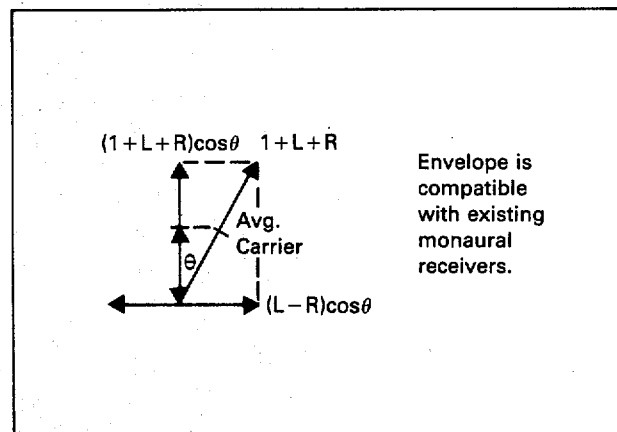 (1+L+R)cosθ 1+L+R
Avg.
Carrier
θ
(L−R)cosθ
Envelope is
compatible
with existing
monaural
receivers.